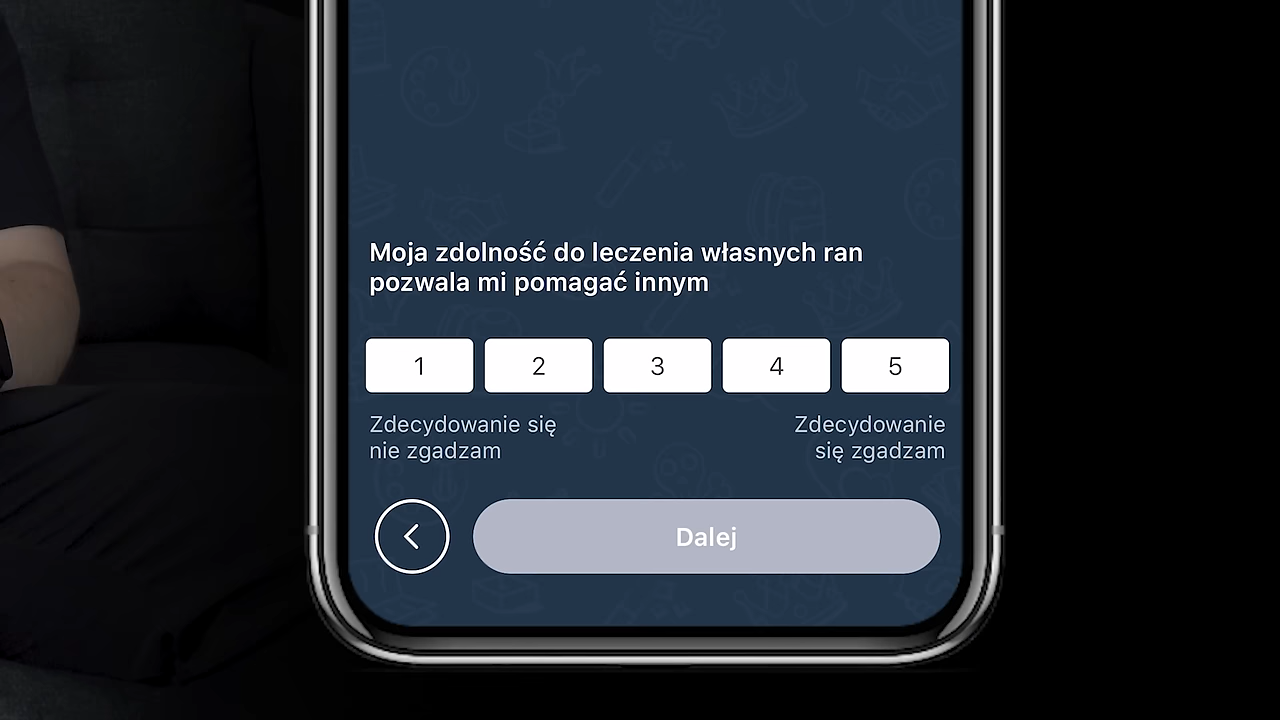 Moja zdolność do leczenia własnych ran
pozwala mi pomagać innym
1 2 3 4 5
Zdecydowanie się
nie zgadzam
Zdecydowanie
się zgadzam
Dalej